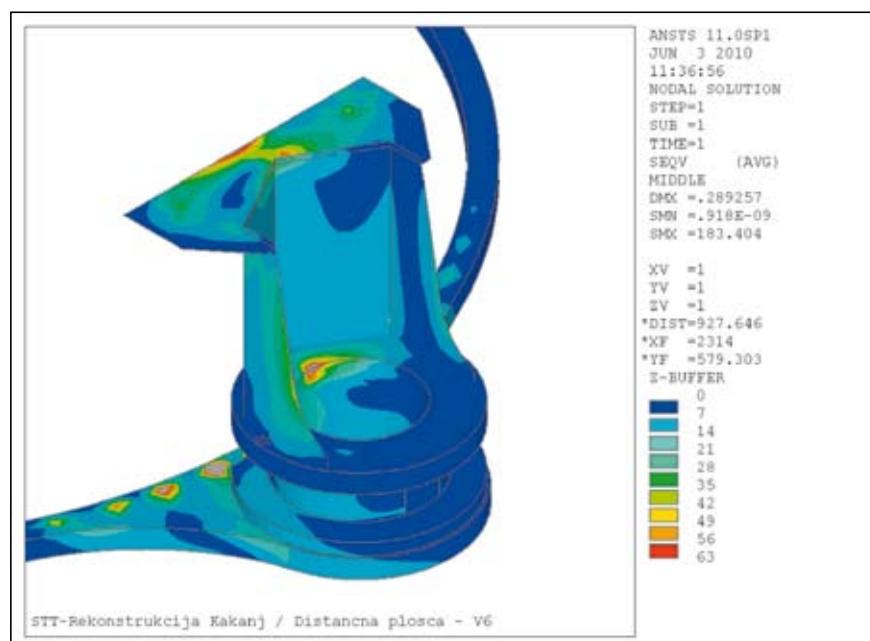 ANSYS 11.0SP1
JUN 3 2010
11:36:56
NODAL SOLUTION
STEP=1
SUB =1
TIME=1
SEQV (AVG)
MIDDLE
DMX =.289257
SMN =.918E-09
SMX =183.404
XV =1
YV =1
ZV =1
*DIST=927.646
*XF =2314
*YF =579.303
Z-BUFFER
0
7
14
21
28
35
42
49
56
63
STT-Rekonstrukcija Kakanj / Distancna plosca - V6